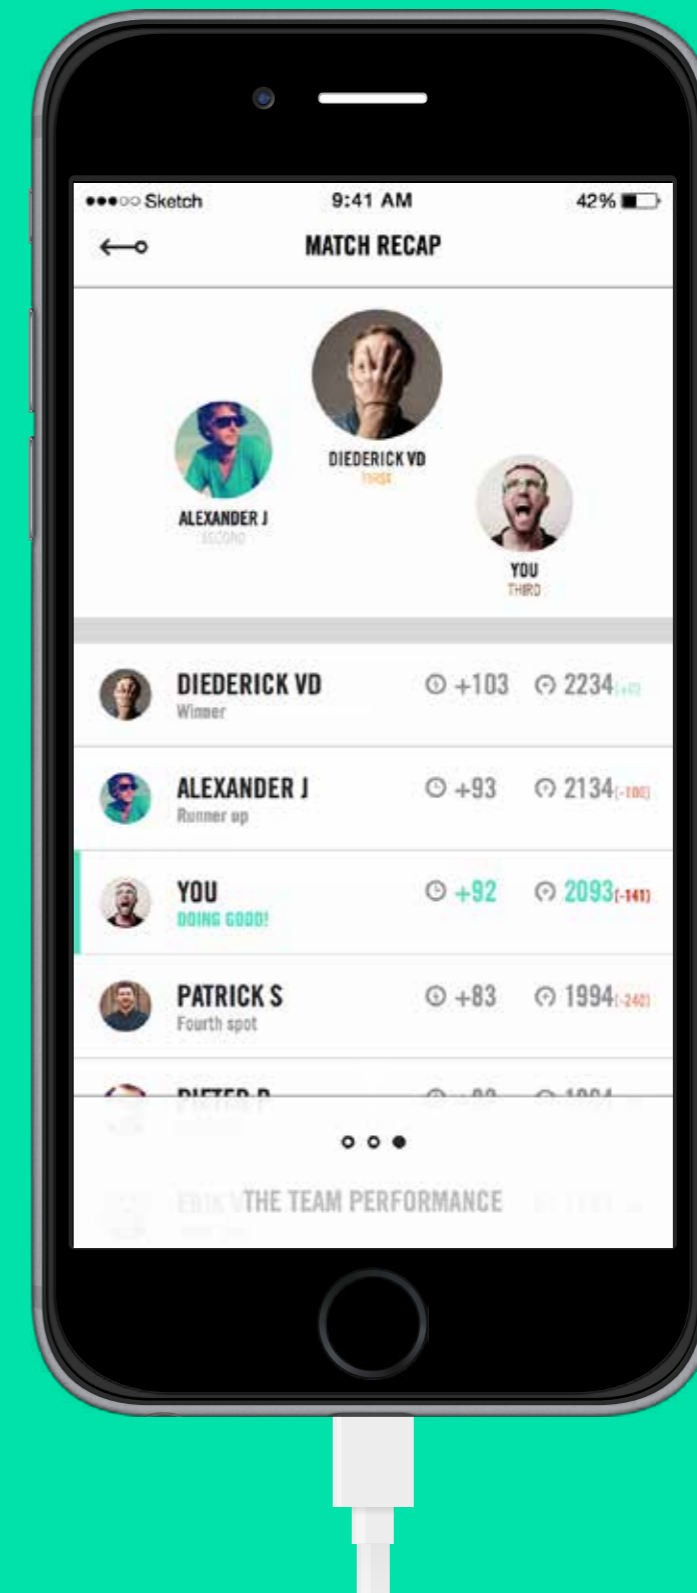 Sketch
9:41 AM
42%
MATCH RECAP
DIEDERICK VD
FIRST
ALEXANDER J
SECOND
YOU
THIRD
DIEDERICK VD +103 2234
Winner
ALEXANDER J +93 2134 (-100)
Runner up
YOU +92 2093 (-141)
DOING GOOD!
PATRICK S +83 1994 (-240)
Fourth spot
THE TEAM PERFORMANCE